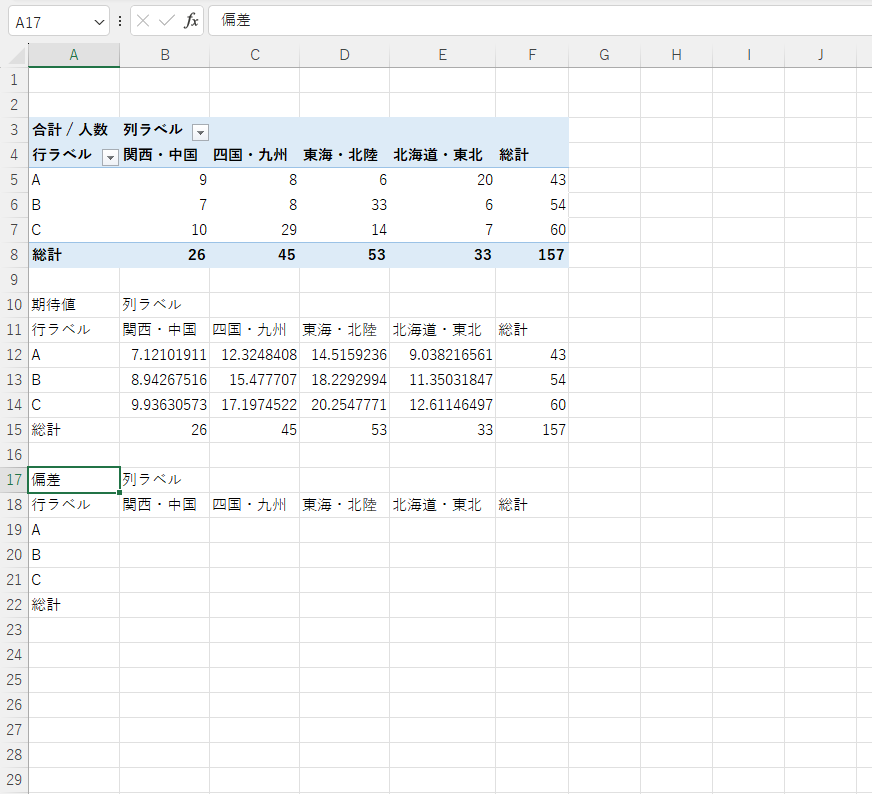 A17 fx 偏差
A B C D E F G H I J
1
2
3 合計 / 人数 列ラベル
4 行ラベル 関西・中国 四国・九州 東海・北陸 北海道・東北 総計
5 A 9 8 6 20 43
6 B 7 8 33 6 54
7 C 10 29 14 7 60
8 総計 26 45 53 33 157
9
10 期待値 列ラベル
11 行ラベル 関西・中国 四国・九州 東海・北陸 北海道・東北 総計
12 A 7.12101911 12.3248408 14.5159236 9.038216561 43
13 B 8.94267516 15.477707 18.2292994 11.35031847 54
14 C 9.93630573 17.1974522 20.2547771 12.61146497 60
15 総計 26 45 53 33 157
16
17 偏差 列ラベル
18 行ラベル 関西・中国 四国・九州 東海・北陸 北海道・東北 総計
19 A
20 B
21 C
22 総計
23
24
25
26
27
28
29